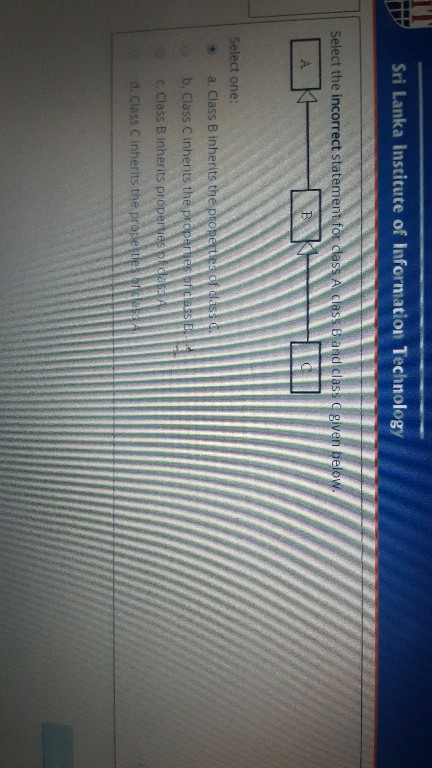 Sri Lanka Institute of Information Technology
Select the incorrect statement for class A, class B and class C given below.
A B C
Select one:
a. Class B inherits the properties of class C.
b. Class C inherits the properties of class B.
c. Class B inherits properties of class A.
d. Class C inherits the properties of class A.